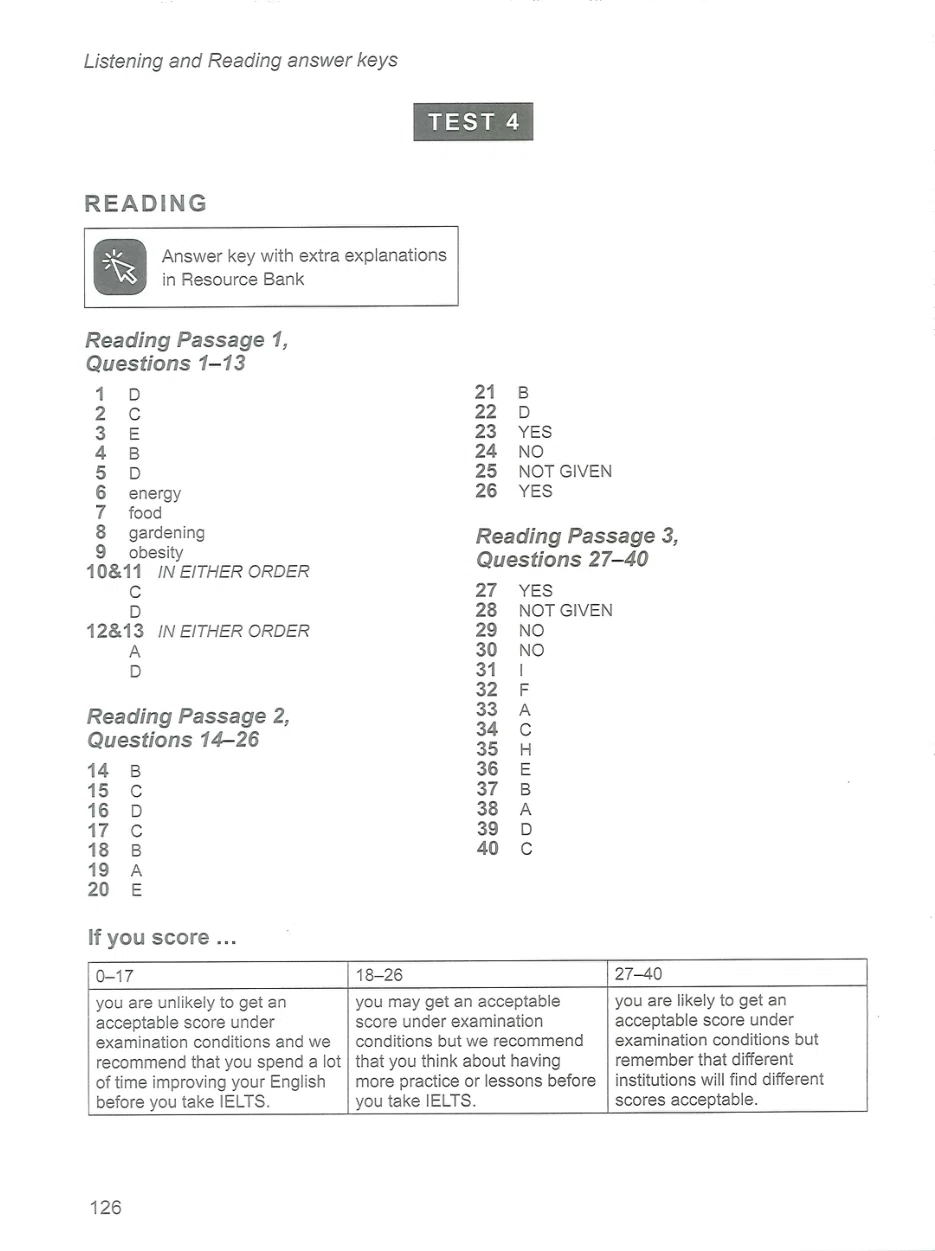 Listening and Reading answer keys
TEST 4
READING
Answer key with extra explanations
in Resource Bank
Reading Passage 1,
Questions 1–13
1 D
2 C
3 E
4 B
5 D
6 energy
7 food
8 gardening
9 obesity
10&11 IN EITHER ORDER
C
D
12&13 IN EITHER ORDER
A
D
Reading Passage 2,
Questions 14–26
14 B
15 C
16 D
17 C
18 B
19 A
20 E
21 B
22 D
23 YES
24 NO
25 NOT GIVEN
26 YES
Reading Passage 3,
Questions 27–40
27 YES
28 NOT GIVEN
29 NO
30 NO
31 I
32 F
33 A
34 C
35 H
36 E
37 B
38 A
39 D
40 C
If you score ...
0–17
you are unlikely to get an
acceptable score under
examination conditions and we
recommend that you spend a lot
of time improving your English
before you take IELTS.
18–26
you may get an acceptable
score under examination
conditions but we recommend
that you think about having
more practice or lessons before
you take IELTS.
27–40
you are likely to get an
acceptable score under
examination conditions but
remember that different
institutions will find different
scores acceptable.
126